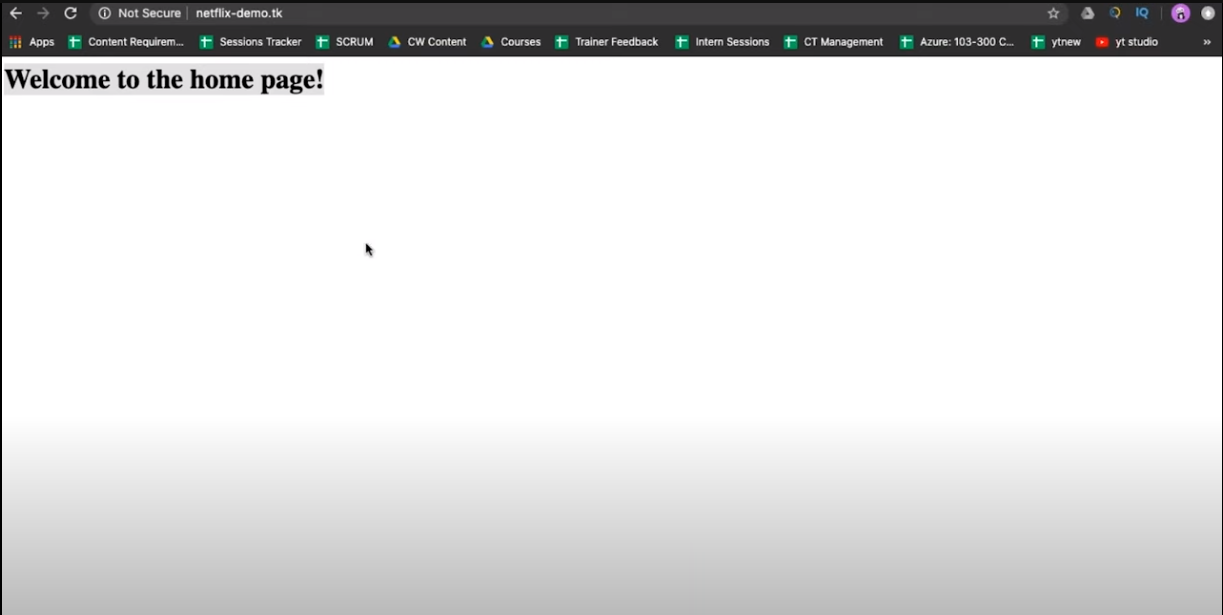 Not Secure netflix-demo.tk IQ
Apps Content Requirem... Sessions Tracker SCRUM CW Content Courses Trainer Feedback Intern Sessions CT Management Azure: 103-300 C... ytnew yt studio »
Welcome to the home page!